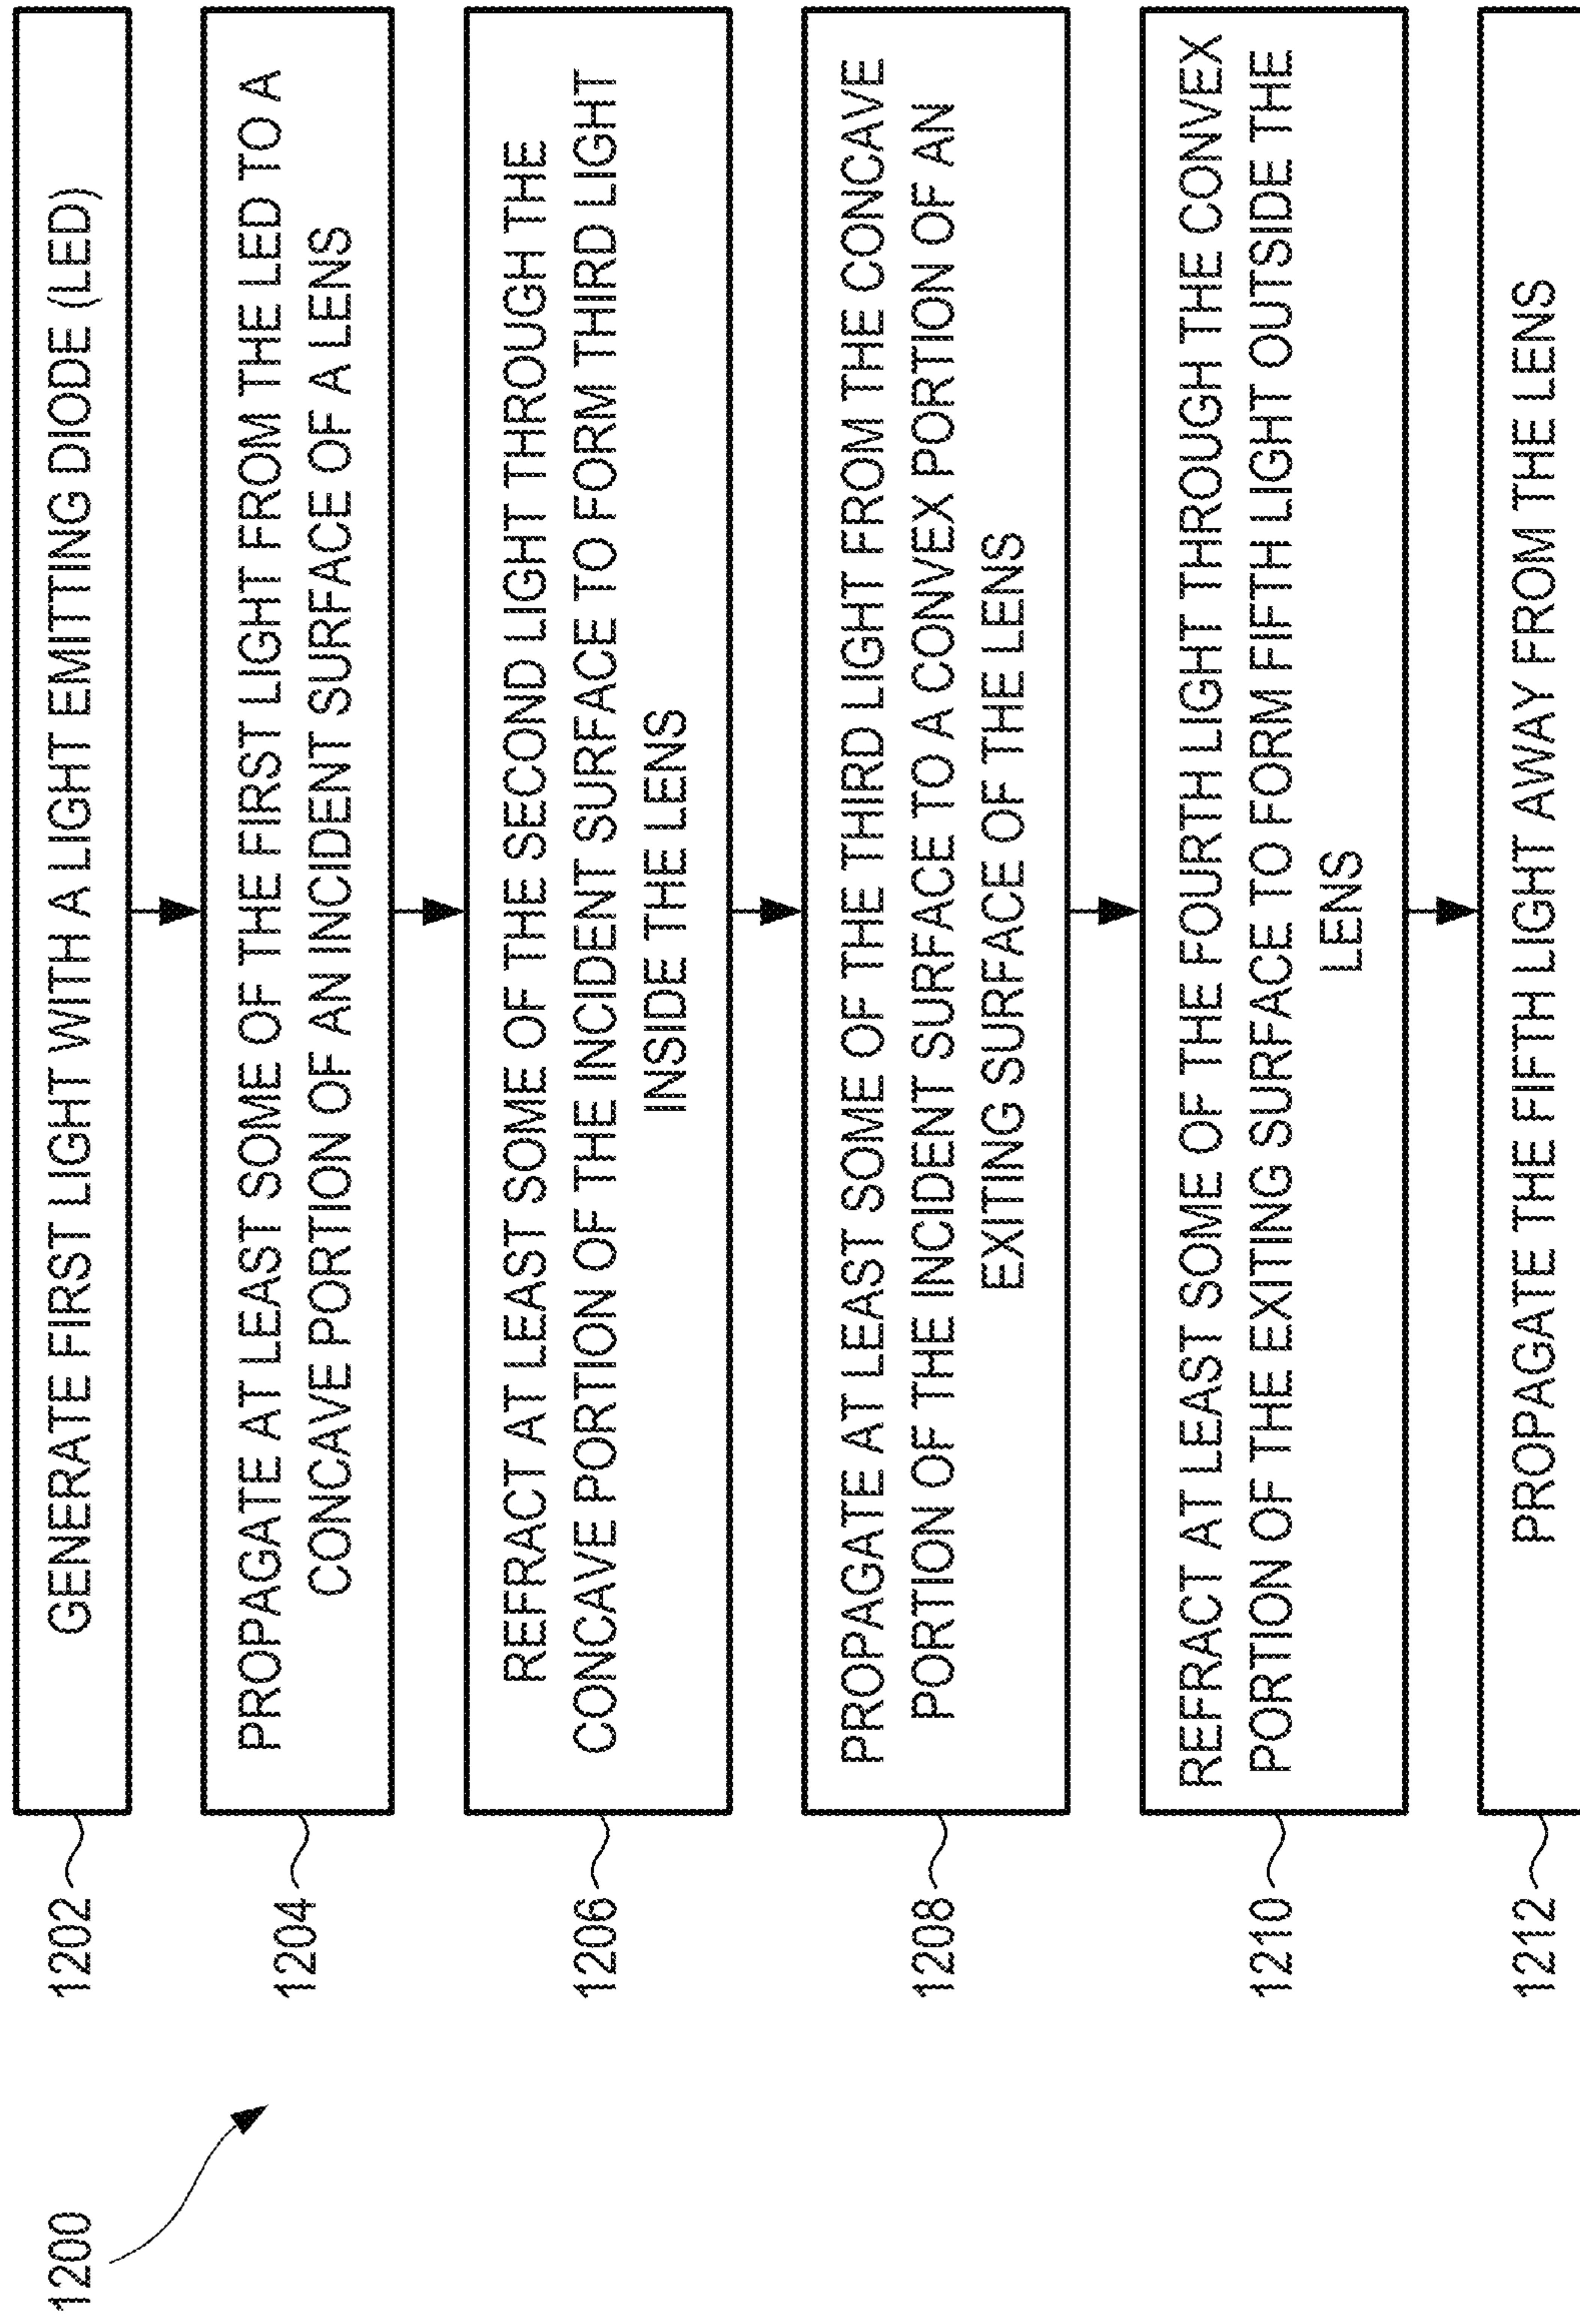 1200
1202
GENERATE FIRST LIGHT WITH A LIGHT EMITTING DIODE (LED)
1204
PROPAGATE AT LEAST SOME OF THE FIRST LIGHT FROM THE LED TO A
CONCAVE PORTION OF AN INCIDENT SURFACE OF A LENS
1206
REFRACT AT LEAST SOME OF THE SECOND LIGHT THROUGH THE
CONCAVE PORTION OF THE INCIDENT SURFACE TO FORM THIRD LIGHT
INSIDE THE LENS
1208
PROPAGATE AT LEAST SOME OF THE THIRD LIGHT FROM THE CONCAVE
PORTION OF THE INCIDENT SURFACE TO A CONVEX PORTION OF AN
EXITING SURFACE OF THE LENS
1210
REFRACT AT LEAST SOME OF THE FOURTH LIGHT THROUGH THE CONVEX
PORTION OF THE EXITING SURFACE TO FORM FIFTH LIGHT OUTSIDE THE
LENS
1212
PROPAGATE THE FIFTH LIGHT AWAY FROM THE LENS